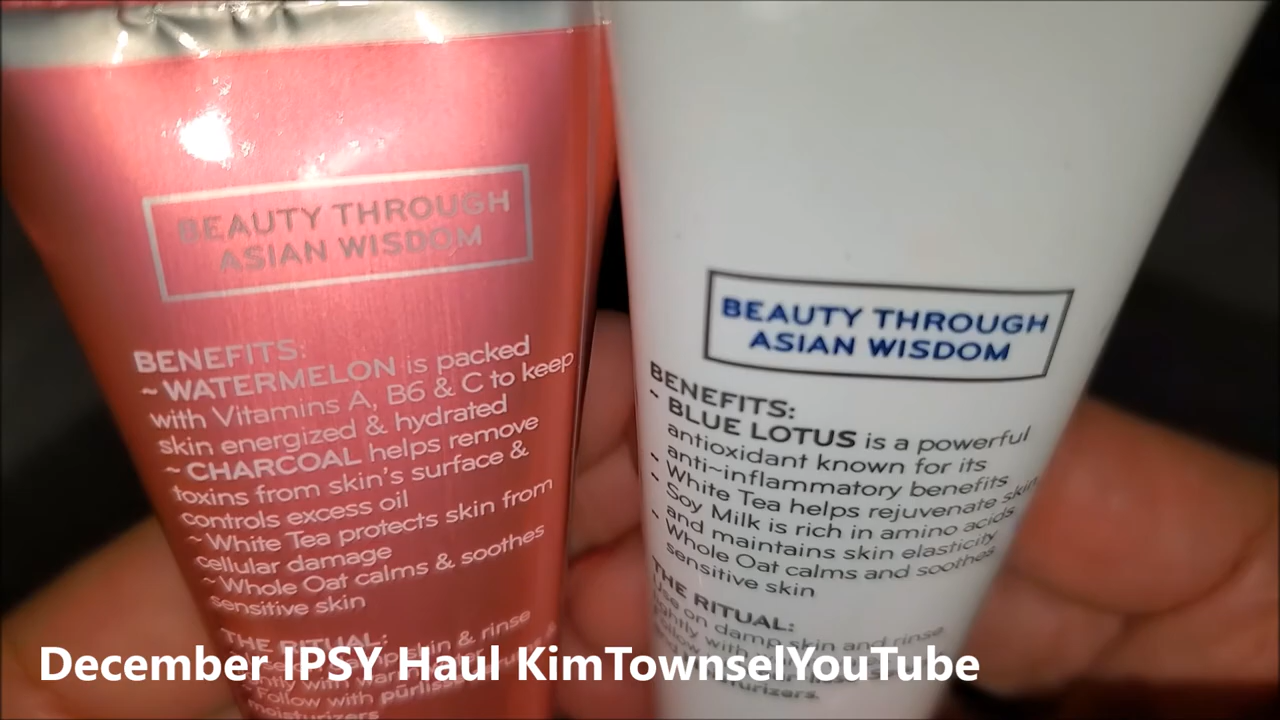 BEAUTY THROUGH
ASIAN WISDOM
BENEFITS:
~ WATERMELON is packed
with Vitamins A, B6 & C to keep
skin energized & hydrated
~ CHARCOAL helps remove
toxins from skin's surface &
controls excess oil
~ White Tea protects skin from
cellular damage
~ Whole Oat calms & soothes
sensitive skin
THE RITUAL:
skin & rinse
Follow with pūrlisse
moisturizers
BEAUTY THROUGH
ASIAN WISDOM
BENEFITS:
~ BLUE LOTUS is a powerful
antioxidant known for its
anti-inflammatory benefits
~ White Tea helps rejuvenate skin
~ Soy Milk is rich in amino acids
and maintains skin elasticity
~ Whole Oat calms and soothes
sensitive skin
THE RITUAL:
Use on damp skin and rinse
December IPSY Haul KimTownselYouTube